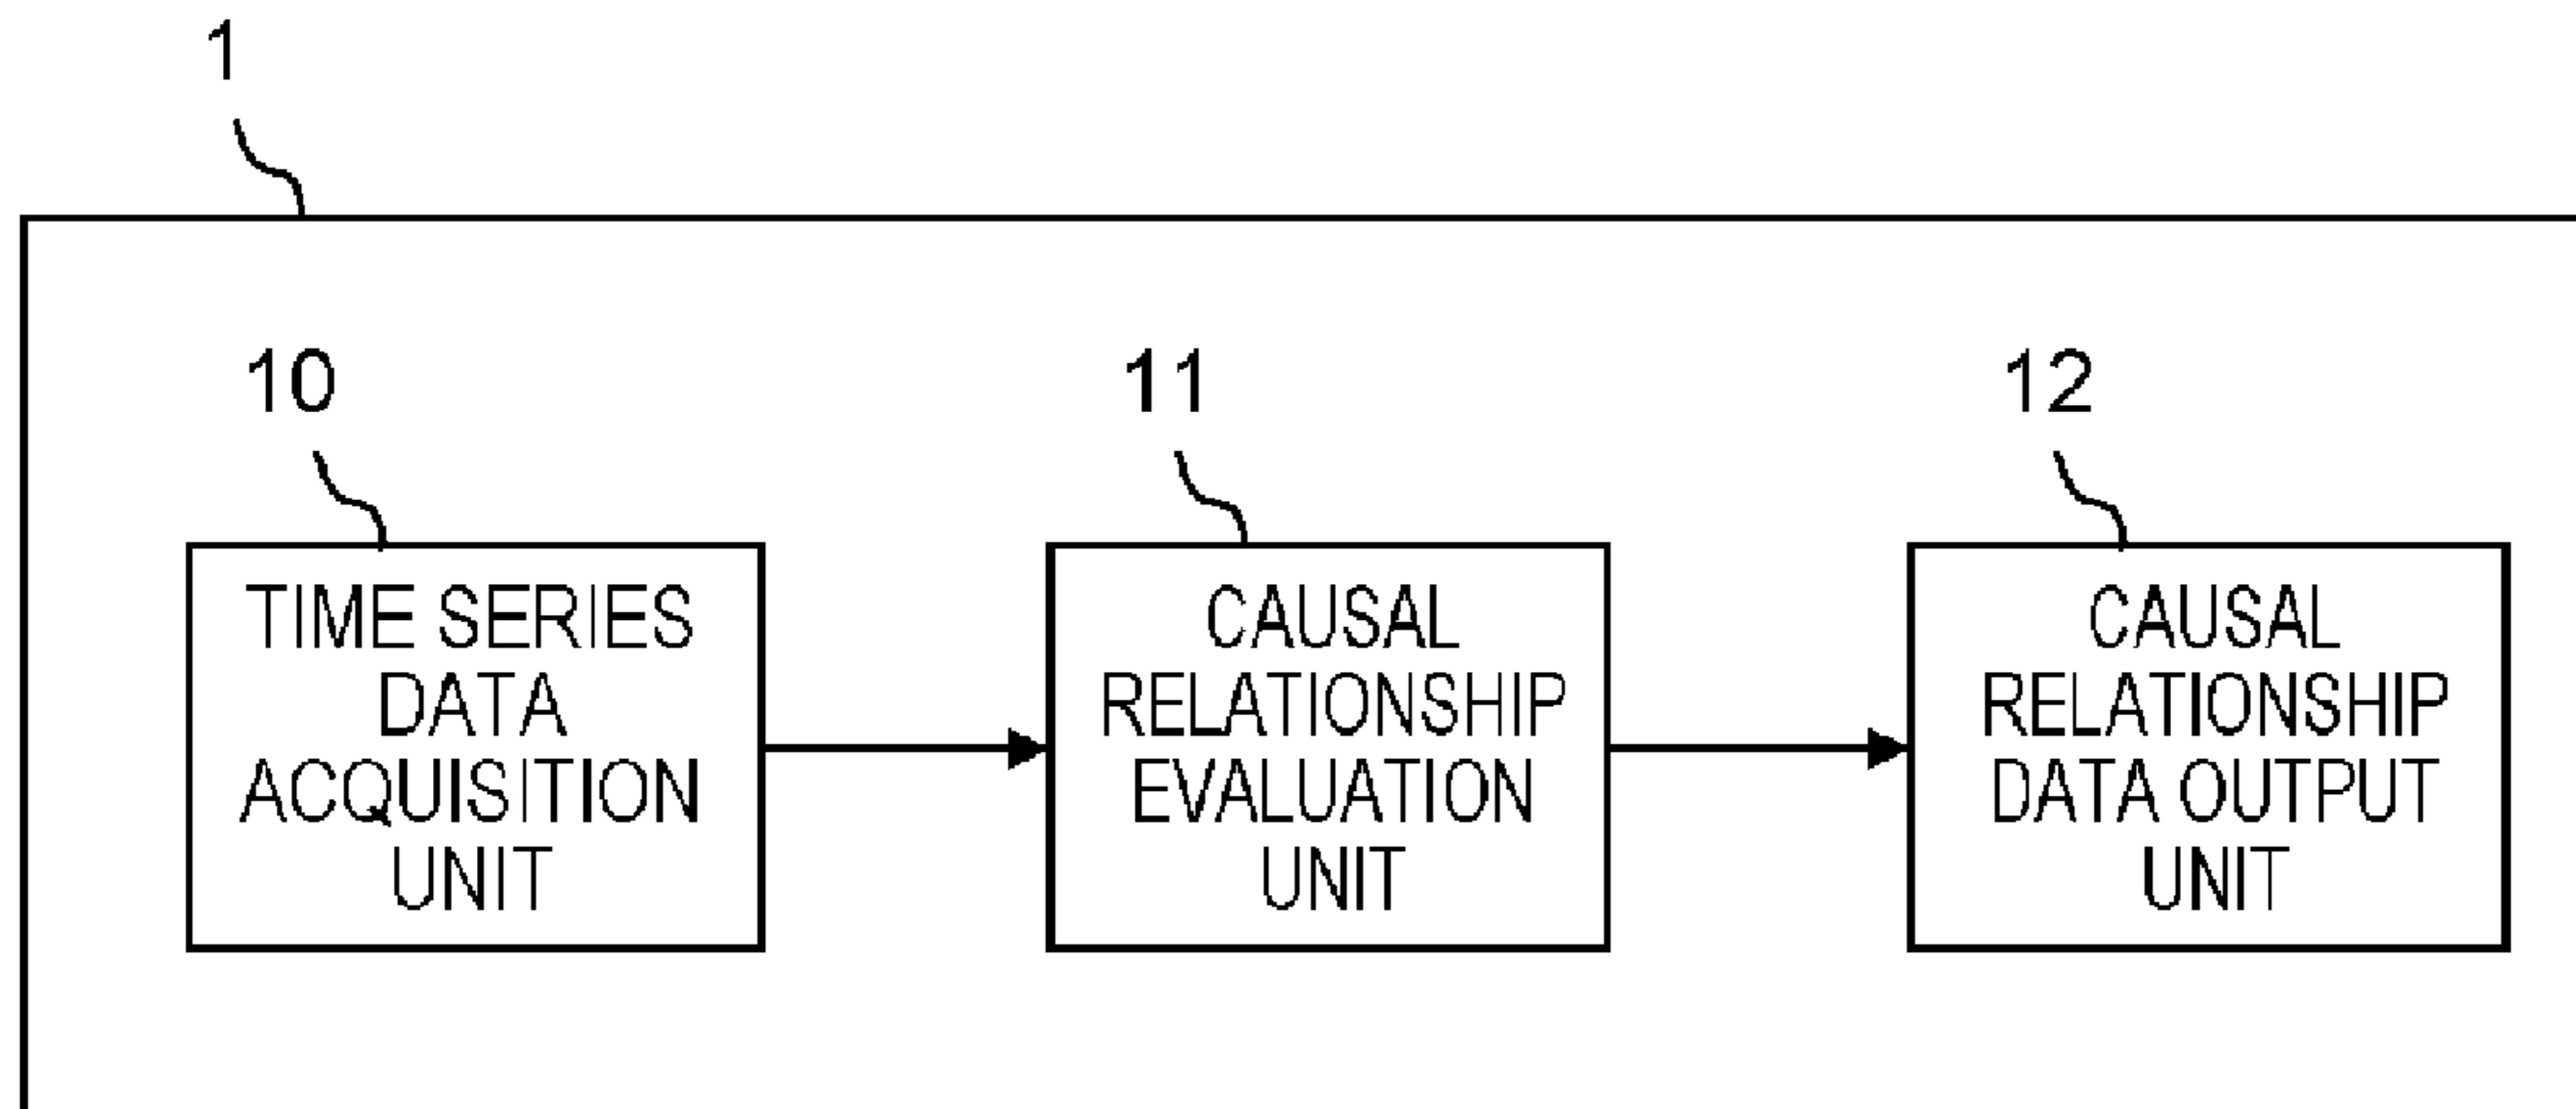 1
10
11
12
TIME SERIES
DATA
ACQUISITION
UNIT
CAUSAL
RELATIONSHIP
EVALUATION
UNIT
CAUSAL
RELATIONSHIP
DATA OUTPUT
UNIT